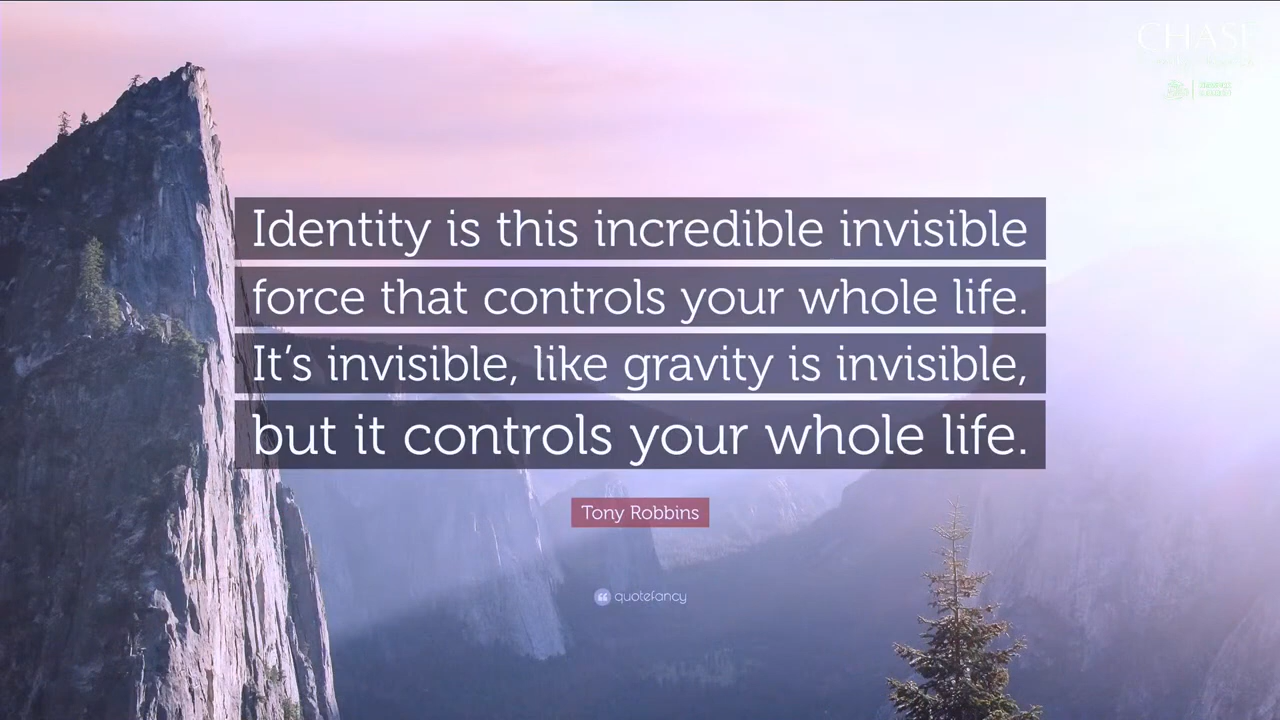 CHASE
Identity is this incredible invisible
force that controls your whole life.
It’s invisible, like gravity is invisible,
but it controls your whole life.
Tony Robbins
quotefancy